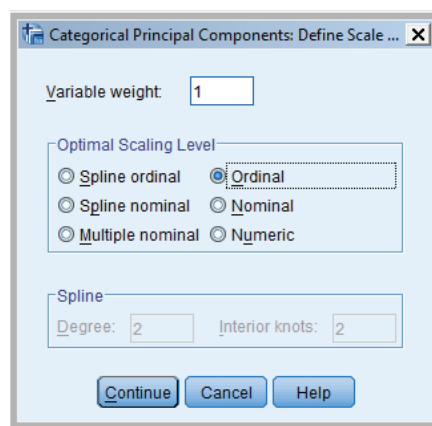 Categorical Principal Components: Define Scale ...
Variable weight: 1
Optimal Scaling Level
Spline ordinal Ordinal
Spline nominal Nominal
Multiple nominal Numeric
Spline
Degree: 2 Interior knots: 2
Continue Cancel Help